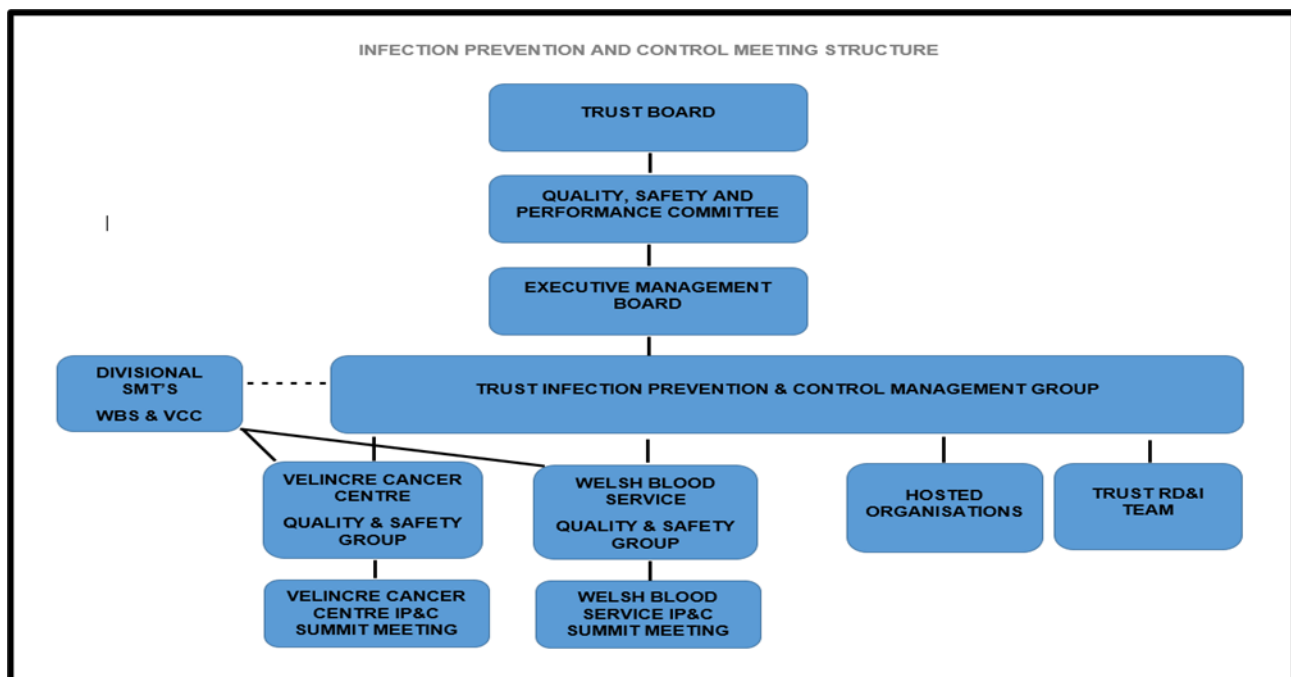 INFECTION PREVENTION AND CONTROL MEETING STRUCTURE
TRUST BOARD
QUALITY, SAFETY AND
PERFORMANCE COMMITTEE
EXECUTIVE MANAGEMENT
BOARD
DIVISIONAL
SMT'S
WBS & VCC
TRUST INFECTION PREVENTION & CONTROL MANAGEMENT GROUP
VELINCRE CANCER
CENTRE
QUALITY & SAFETY
GROUP
WELSH BLOOD
SERVICE
QUALITY & SAFETY
GROUP
HOSTED
ORGANISATIONS
TRUST RD&I
TEAM
VELINCRE CANCER
CENTRE IP&C
SUMMIT MEETING
WELSH BLOOD
SERVICE IP&C
SUMMIT MEETING